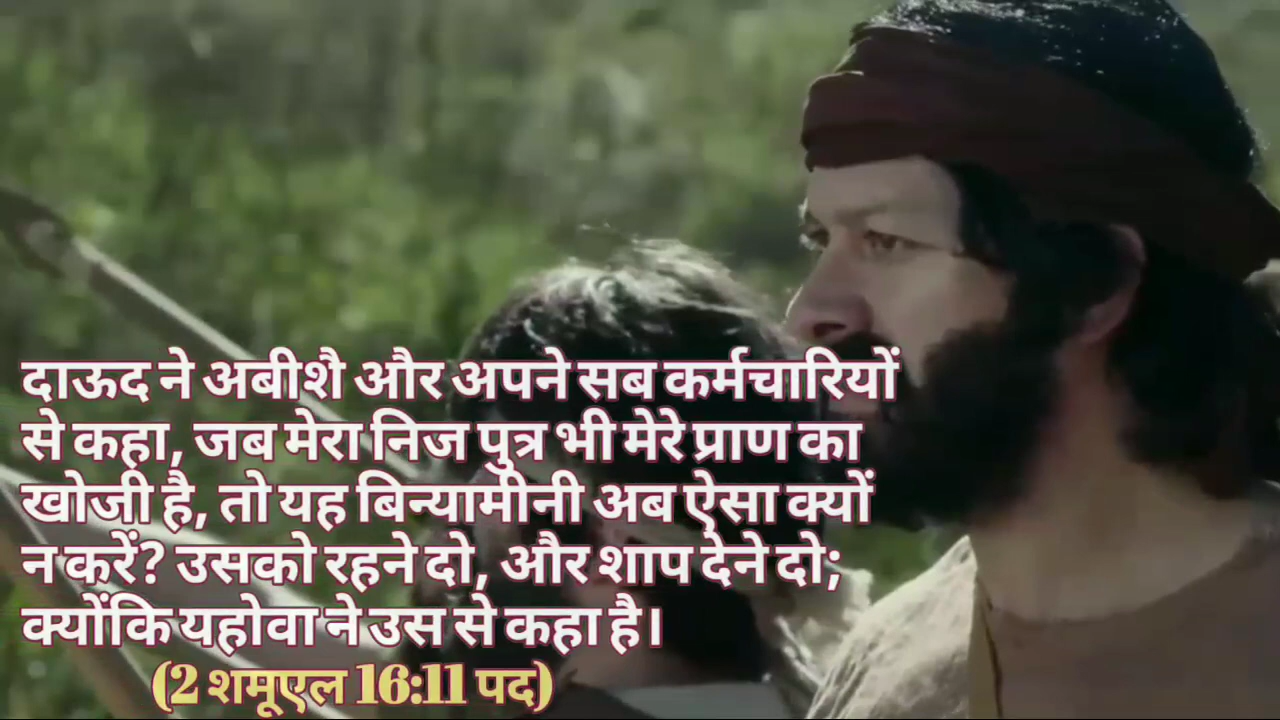 दाऊद ने अबीशै और अपने सब कर्मचारियों
से कहा, जब मेरा निज पुत्र भी मेरे प्राण का
खोजी है, तो यह बिन्यामीनी अब ऐसा क्यों
न करें? उसको रहने दो, और शाप देने दो;
क्योंकि यहोवा ने उस से कहा है।
(2 शमूएल 16:11 पद)